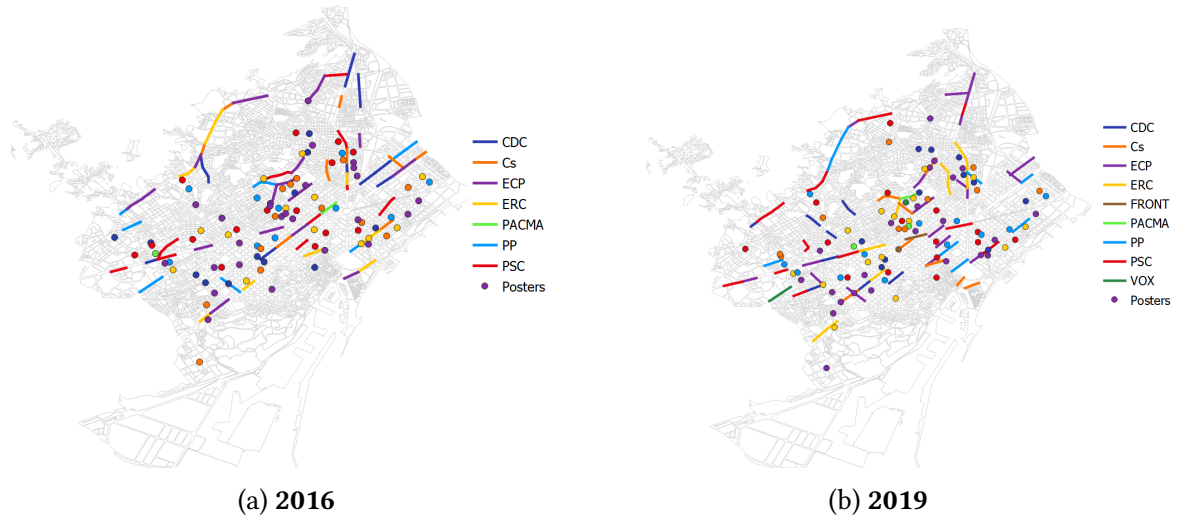 CDC
Cs
ECP
ERC
PACMA
PP
PSC
Posters
(a) 2016
CDC
Cs
ECP
ERC
FRONT
PACMA
PP
PSC
VOX
Posters
(b) 2019